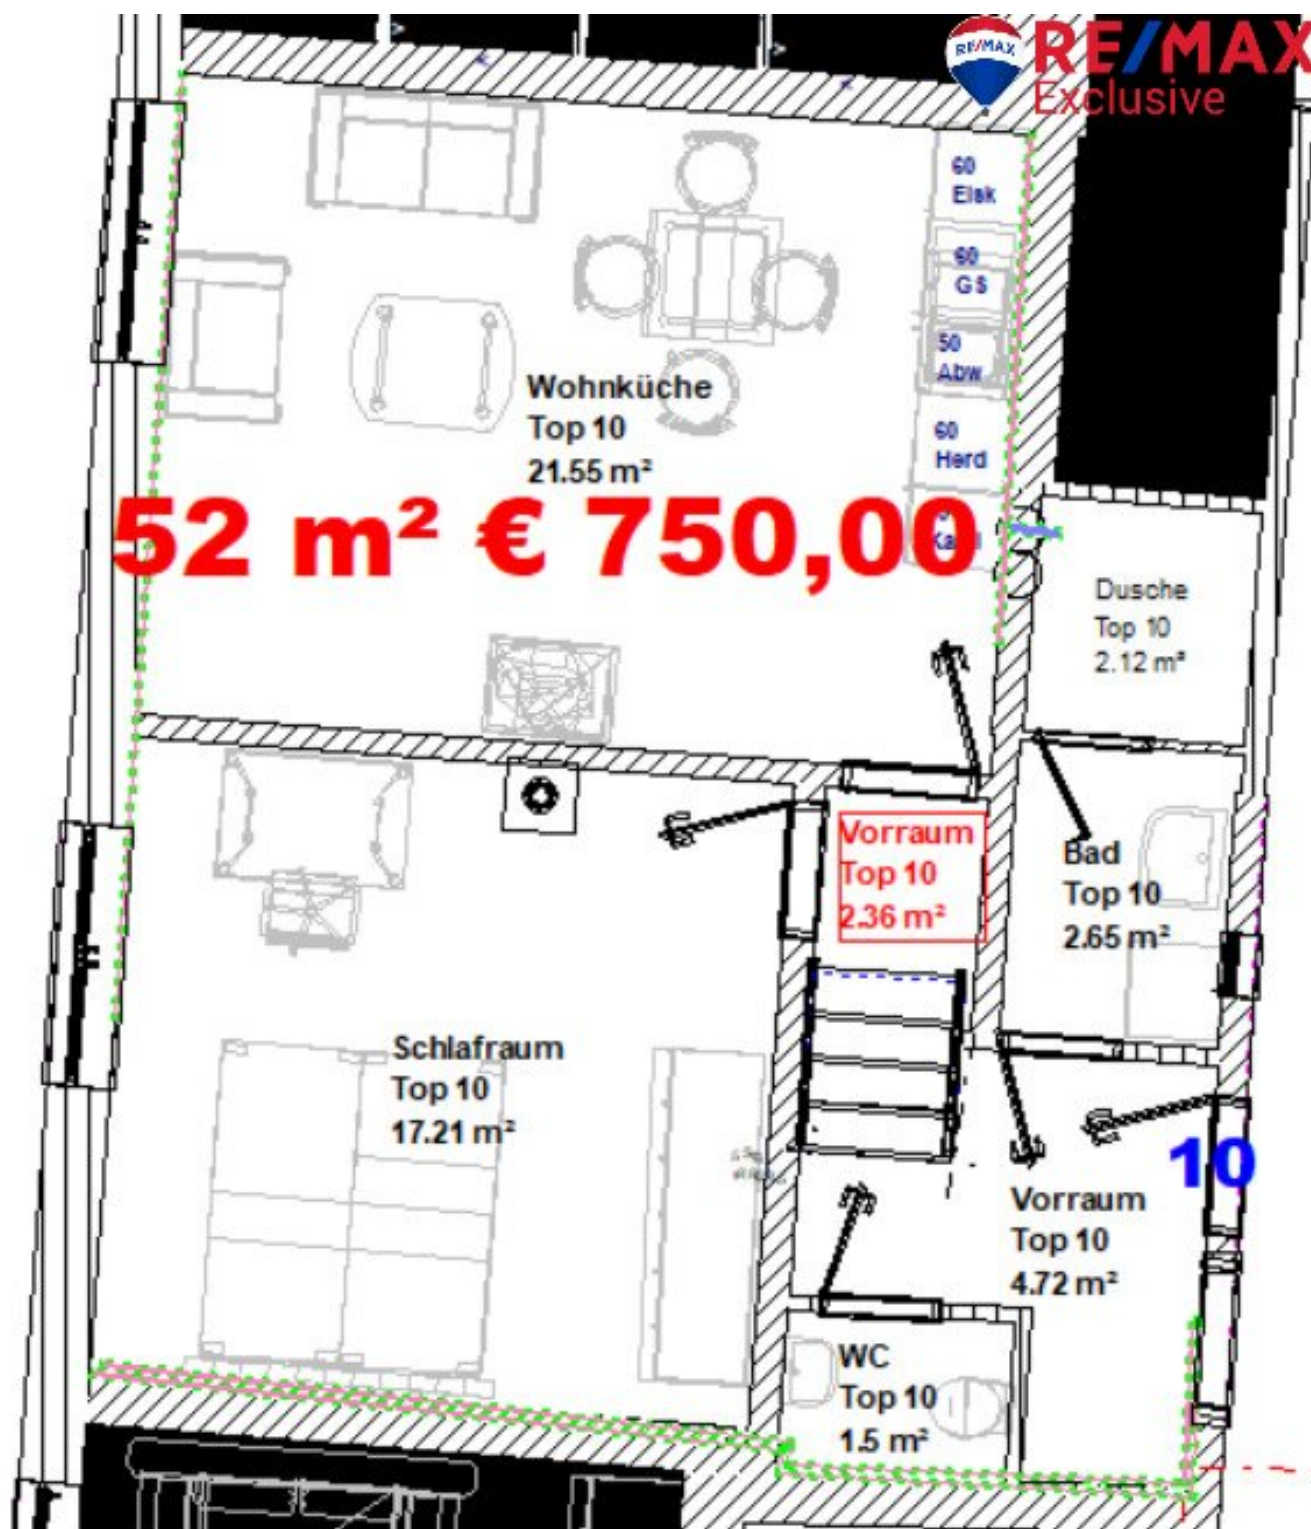 RE/MAX
RE/MAX
Exclusive
60
Elsk
60
GS
50
Abw
60
Herd
Wohnküche
Top 10
21.55 m²
52 m² € 750,00
Dusche
Top 10
2.12 m²
Vorraum
Top 10
2.36 m²
Bad
Top 10
2.65 m²
Schlafraum
Top 10
17.21 m²
10
Vorraum
Top 10
4.72 m²
WC
Top 10
1.5 m²